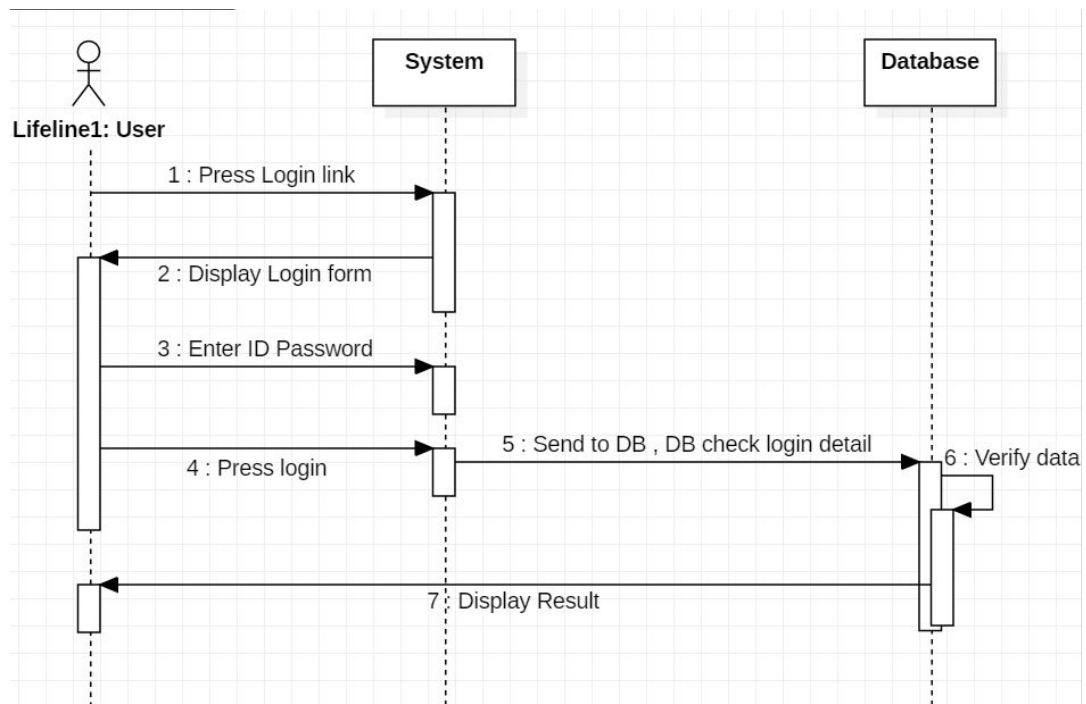 System
Database
Lifeline1: User
1 : Press Login link
2 : Display Login form
3 : Enter ID Password
4 : Press login
5 : Send to DB , DB check login detail
6 : Verify data
7 : Display Result